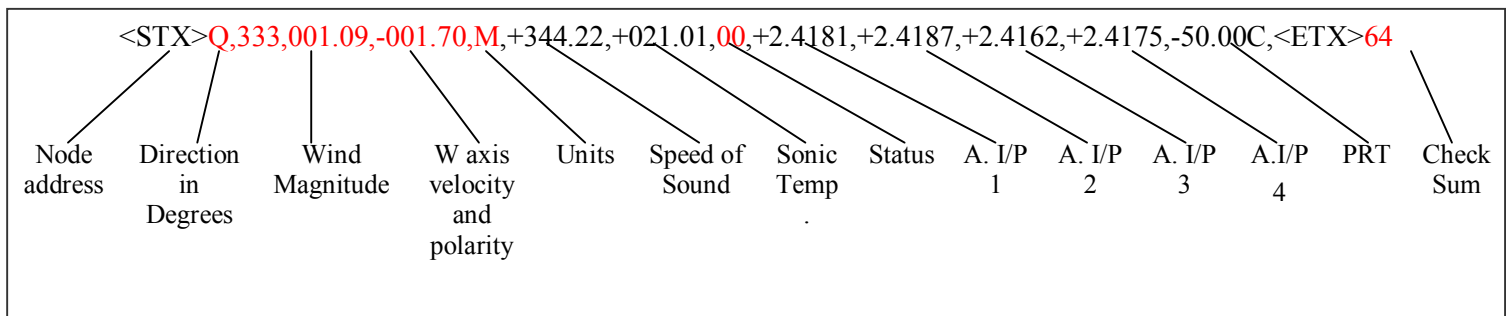 <STX>Q,333,001.09,-001.70,M,+344.22,+021.01,00,+2.4181,+2.4187,+2.4162,+2.4175,-50.00C,<ETX>64
Node Direction Wind W axis Units Speed of Sonic Status A. I/P A. I/P A. I/P A.I/P PRT Check
address in Magnitude velocity Sound Temp 1 2 3 4 Sum
Degrees and .
polarity